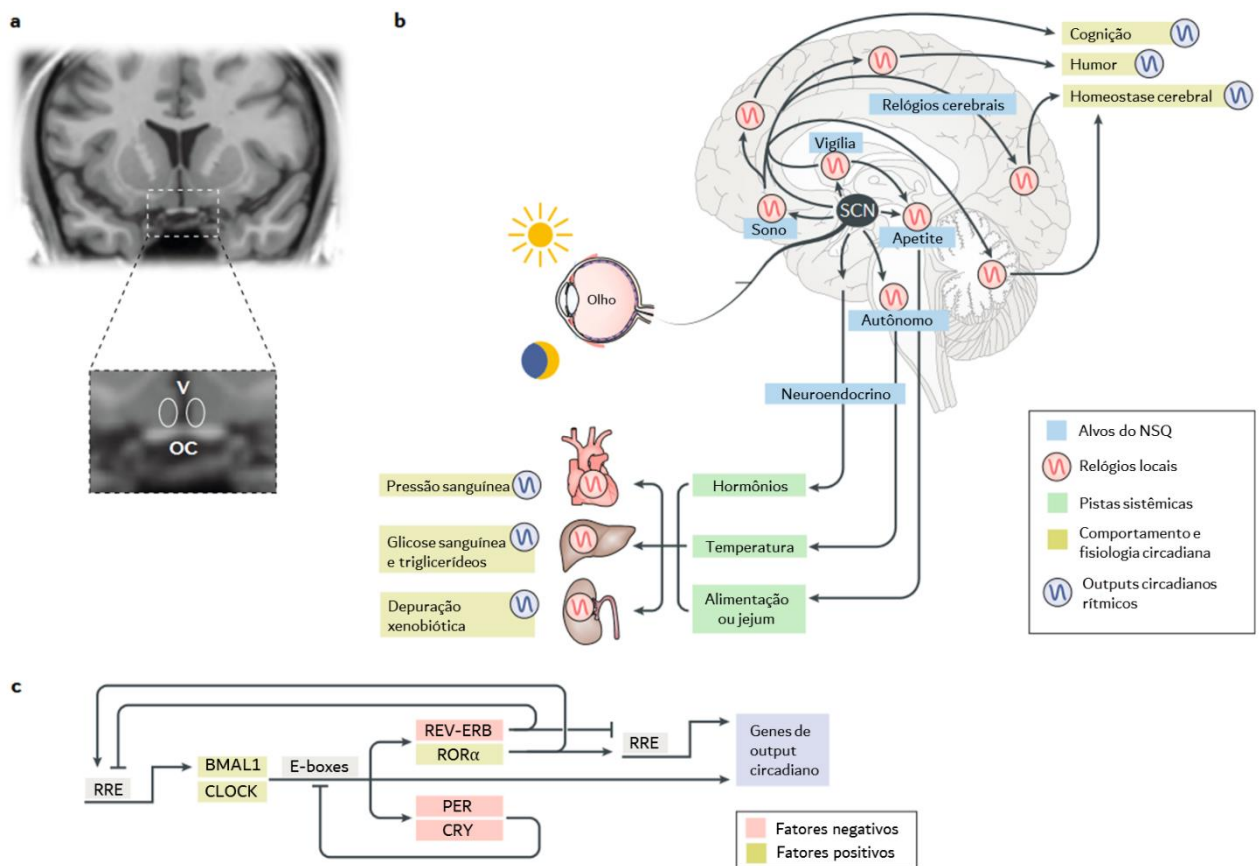 a
V
OC
b
Cognição
Humor
Homeostase cerebral
Relógios cerebrais
Vigília
SCN
Sono
Apetite
Olho
Autônomo
Neuroendocrino
Pressão sanguínea
Hormônios
Glicose sanguínea
e triglicerídeos
Temperatura
Depuração
xenobiótica
Alimentação
ou jejum
Alvos do NSQ
Relógios locais
Pistas sistêmicas
Comportamento e
fisiologia circadiana
Outputs circadianos
rítmicos
c
REV-ERB
RORα
RRE
BMAL1
CLOCK
E-boxes
RRE
Genes de
output
circadiano
PER
CRY
Fatores negativos
Fatores positivos